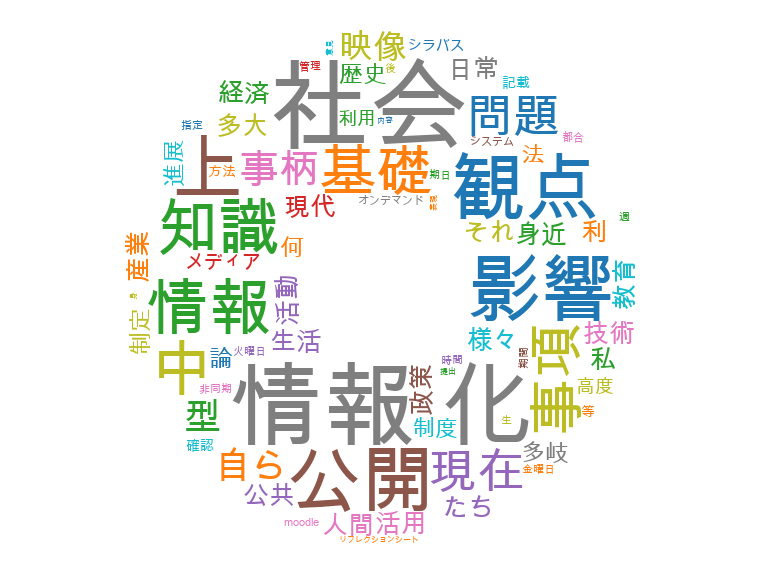 映像
シラバス
社会
管理
後
歴史
日常
記載
経済
利用
内容
問題
多大
指定
システム
都合
上
事柄
基礎
法
進展
方法
期
日
観点
オンデマンド
現代
知識
週
それ
身近
利
何
産業
メディア
影響
教育
情報
生活動
制定
様々
事項
技術
生活
中
論
火曜日
時間
私
非同期
提出
情報化
政策
高度
型
制度
等
生
確認
自ら
公開
現在
多岐
金曜日
公共
たち
moodle
人間
活用
リフレクションシート